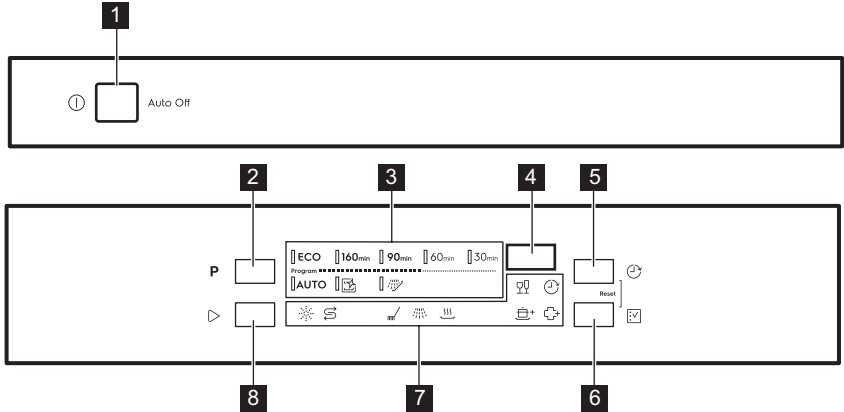 1
Auto Off
2 3 4 5
ECO 160min 90min 60min 30min
P
Program
AUTO
Reset
8 7 6